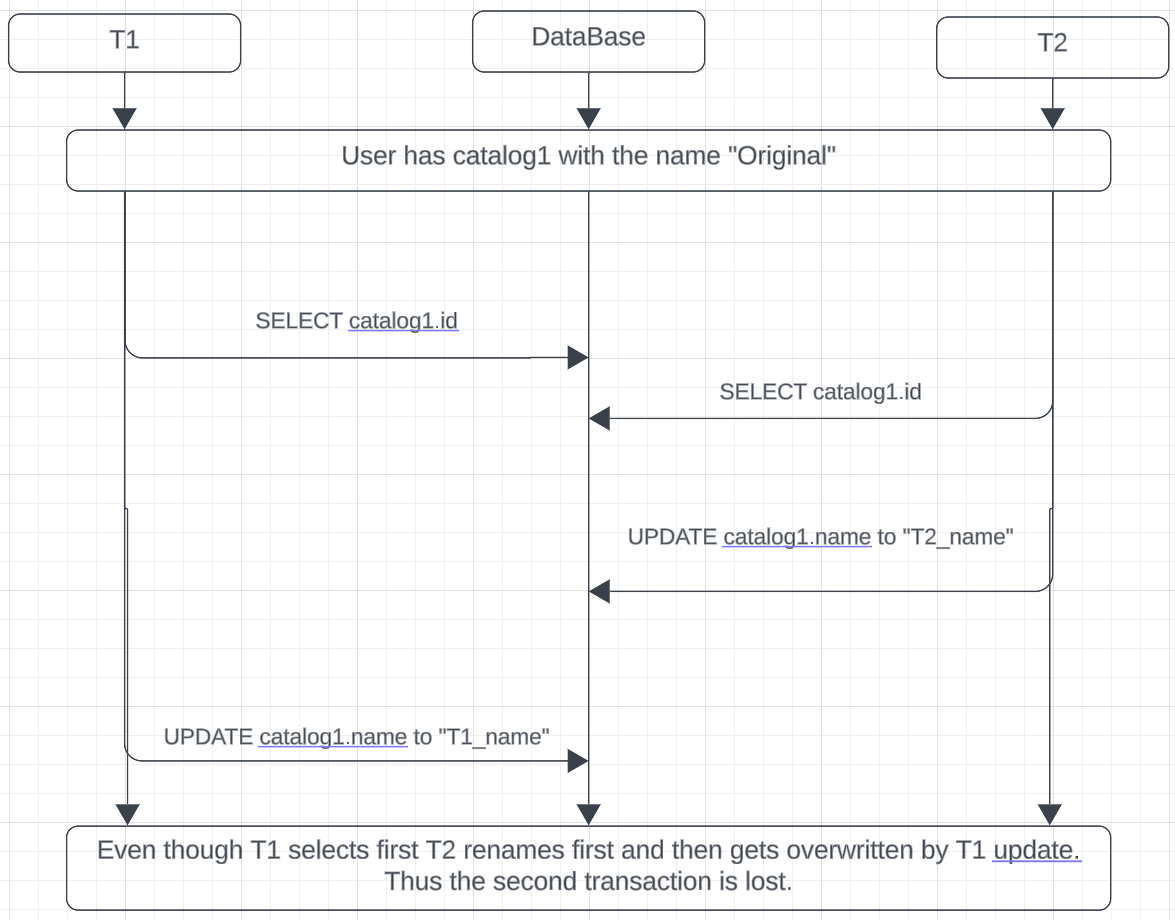 T1
DataBase
T2
User has catalog1 with the name "Original"
SELECT catalog1.id
SELECT catalog1.id
UPDATE catalog1.name to "T2_name"
UPDATE catalog1.name to "T1_name"
Even though T1 selects first T2 renames first and then gets overwritten by T1 update.
Thus the second transaction is lost.